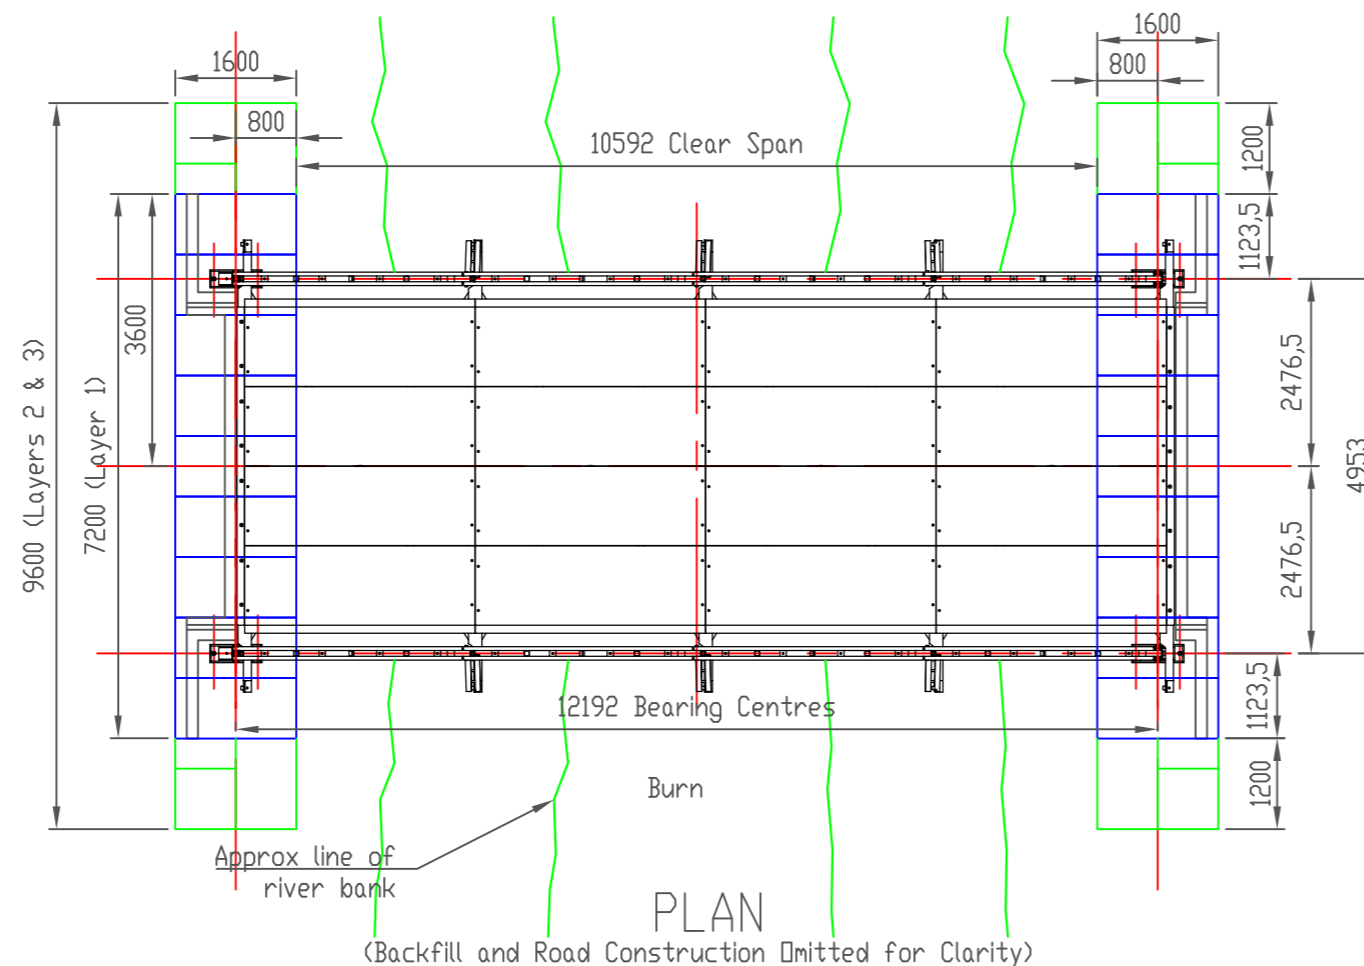 1600
1600
800
800
10592 Clear Span
1200
1123,5
9600 (Layers 2 & 3)
7200 (Layer 1)
3600
2476,5
4953
2476,5
12192 Bearing Centres
1123,5
Burn
1200
Approx line of
river bank
PLAN
(Backfill and Road Construction Omitted for Clarity)